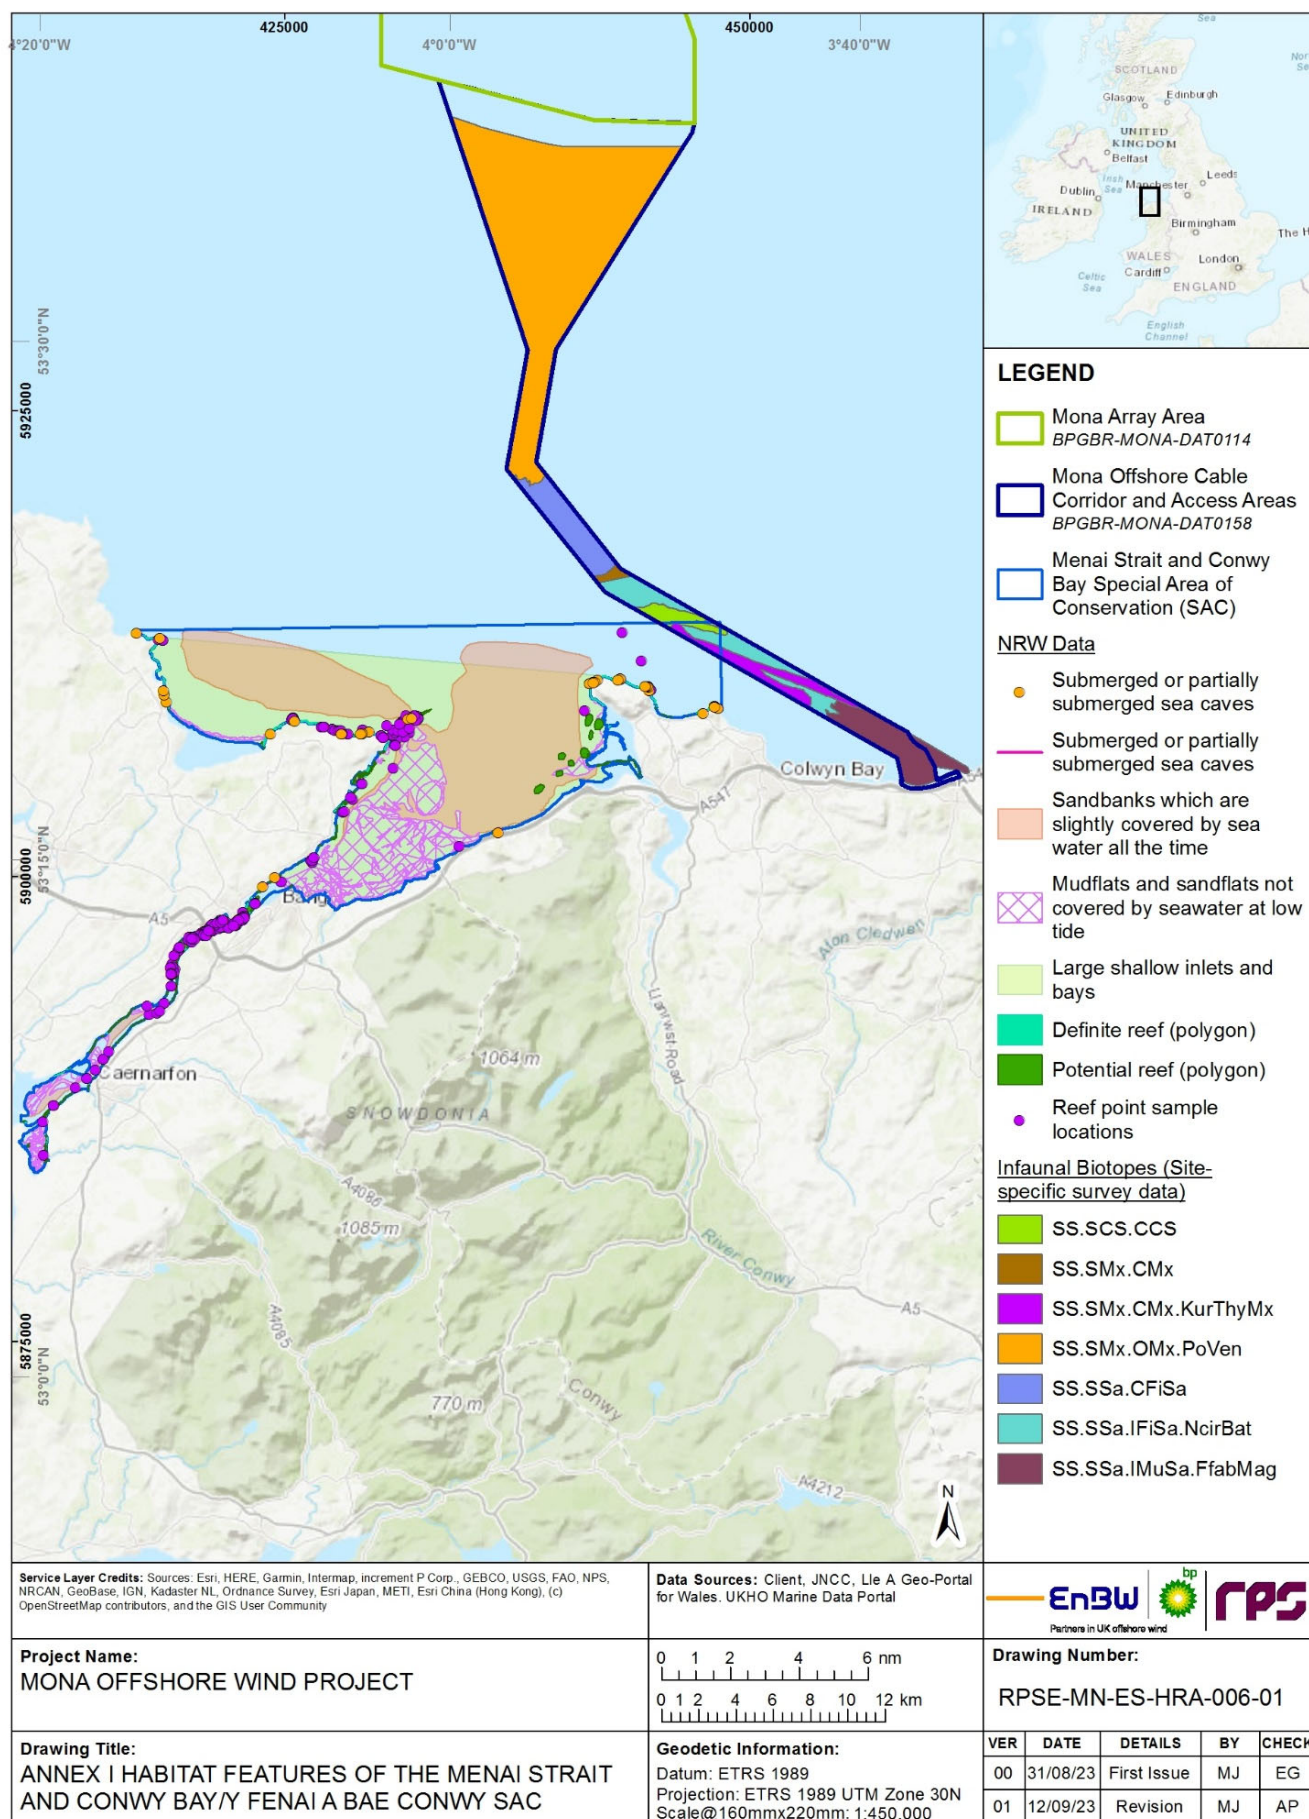 425000
450000
3°20'0"W
4°0'0"W
3°40'0"W
53°30'0"N
5925000
53°15'0"N
5900000
5875000
53°0'0"N
Colwyn Bay
A547
A5
Bang
Caernarfon
Afon Cledwen
Llanrwst Road
1064 m
SNOWDONIA
A4086
1085 m
A4085
River Conwy
A5
770 m
Conwy
A4212
N
Sea
SCOTLAND
Glasgow
Edinburgh
UNITED
KINGDOM
Belfast
Irish
Sea
Dublin
Manchester
Leeds
IRELAND
Birmingham
The H
WALES
Cardiff
London
Celtic
Sea
ENGLAND
English
Channel
LEGEND
Mona Array Area
BPGBR-MONA-DAT0114
Mona Offshore Cable
Corridor and Access Areas
BPGBR-MONA-DAT0158
Menai Strait and Conwy
Bay Special Area of
Conservation (SAC)
NRW Data
Submerged or partially
submerged sea caves
Submerged or partially
submerged sea caves
Sandbanks which are
slightly covered by sea
water all the time
Mudflats and sandflats not
covered by seawater at low
tide
Large shallow inlets and
bays
Definite reef (polygon)
Potential reef (polygon)
Reef point sample
locations
Infaunal Biotopes (Site-
specific survey data)
SS.SCS.CCS
SS.SMx.CMx
SS.SMx.CMx.KurThyMx
SS.SMx.OMx.PoVen
SS.SSa.CFiSa
SS.SSa.IFiSa.NcirBat
SS.SSa.IMuSa.FfabMag
Service Layer Credits: Sources: Esri, HERE, Garmin, Intermap, increment P Corp., GEBCO, USGS, FAO, NPS,
NRCAN, GeoBase, IGN, Kadaster NL, Ordnance Survey, Esri Japan, METI, Esri China (Hong Kong), (c)
OpenStreetMap contributors, and the GIS User Community
Data Sources: Client, JNCC, Lle A Geo-Portal
for Wales. UKHO Marine Data Portal
EnBW
bp
rps
Partners in UK offshore wind
Project Name:
MONA OFFSHORE WIND PROJECT
0 1 2 4 6 nm
0 1 2 4 6 8 10 12 km
Drawing Number:
RPSE-MN-ES-HRA-006-01
Drawing Title:
ANNEX I HABITAT FEATURES OF THE MENAI STRAIT
AND CONWY BAY/Y FENAI A BAE CONWY SAC
Geodetic Information:
Datum: ETRS 1989
Projection: ETRS 1989 UTM Zone 30N
Scale@160mmx220mm: 1:450,000
VER DATE DETAILS BY CHECK
00 31/08/23 First Issue MJ EG
01 12/09/23 Revision MJ AP